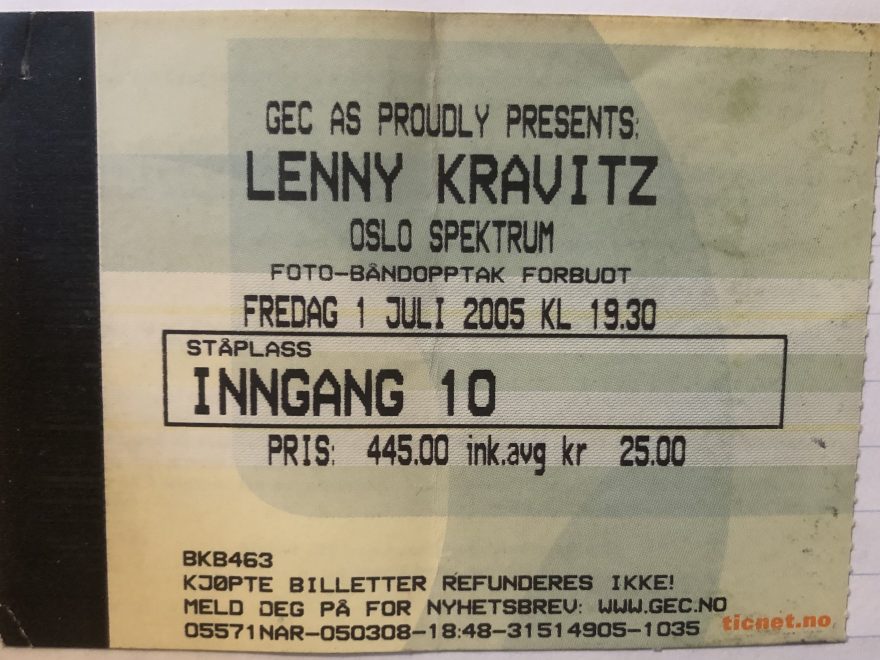 GEC AS PROUDLY PRESENTS:
LENNY KRAVITZ
OSLO SPEKTRUM
FOTO-BÅNDOPPTAK FORBUDT
FREDAG 1 JULI 2005 KL 19.30
STÅPLASS
INNGANG 10
PRIS: 445.00 ink.avg kr 25.00
BKB463
KJØPTE BILLETTER REFUNDERES IKKE!
MELD DEG PÅ FOR NYHETSBREV: WWW.GEC.NO
05571NAR-050308-18:48-31514905-1035
ticnet.no